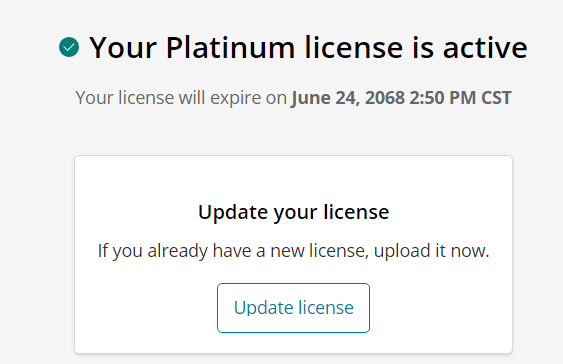 Your Platinum license is active
Your license will expire on June 24, 2068 2:50 PM CST
Update your license
If you already have a new license, upload it now.
Update license